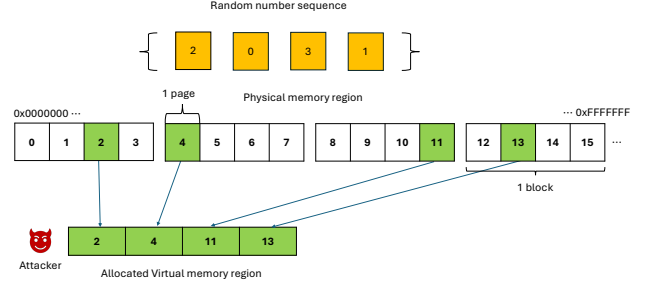 Random number sequence
2 0 3 1
1 page
Physical memory region
0x0000000 ⋯
⋯ 0xFFFFFFF
0 1 2 3 4 5 6 7 8 9 10 11 12 13 14 15 ⋯
1 block
2 4 11 13
Attacker
Allocated Virtual memory region